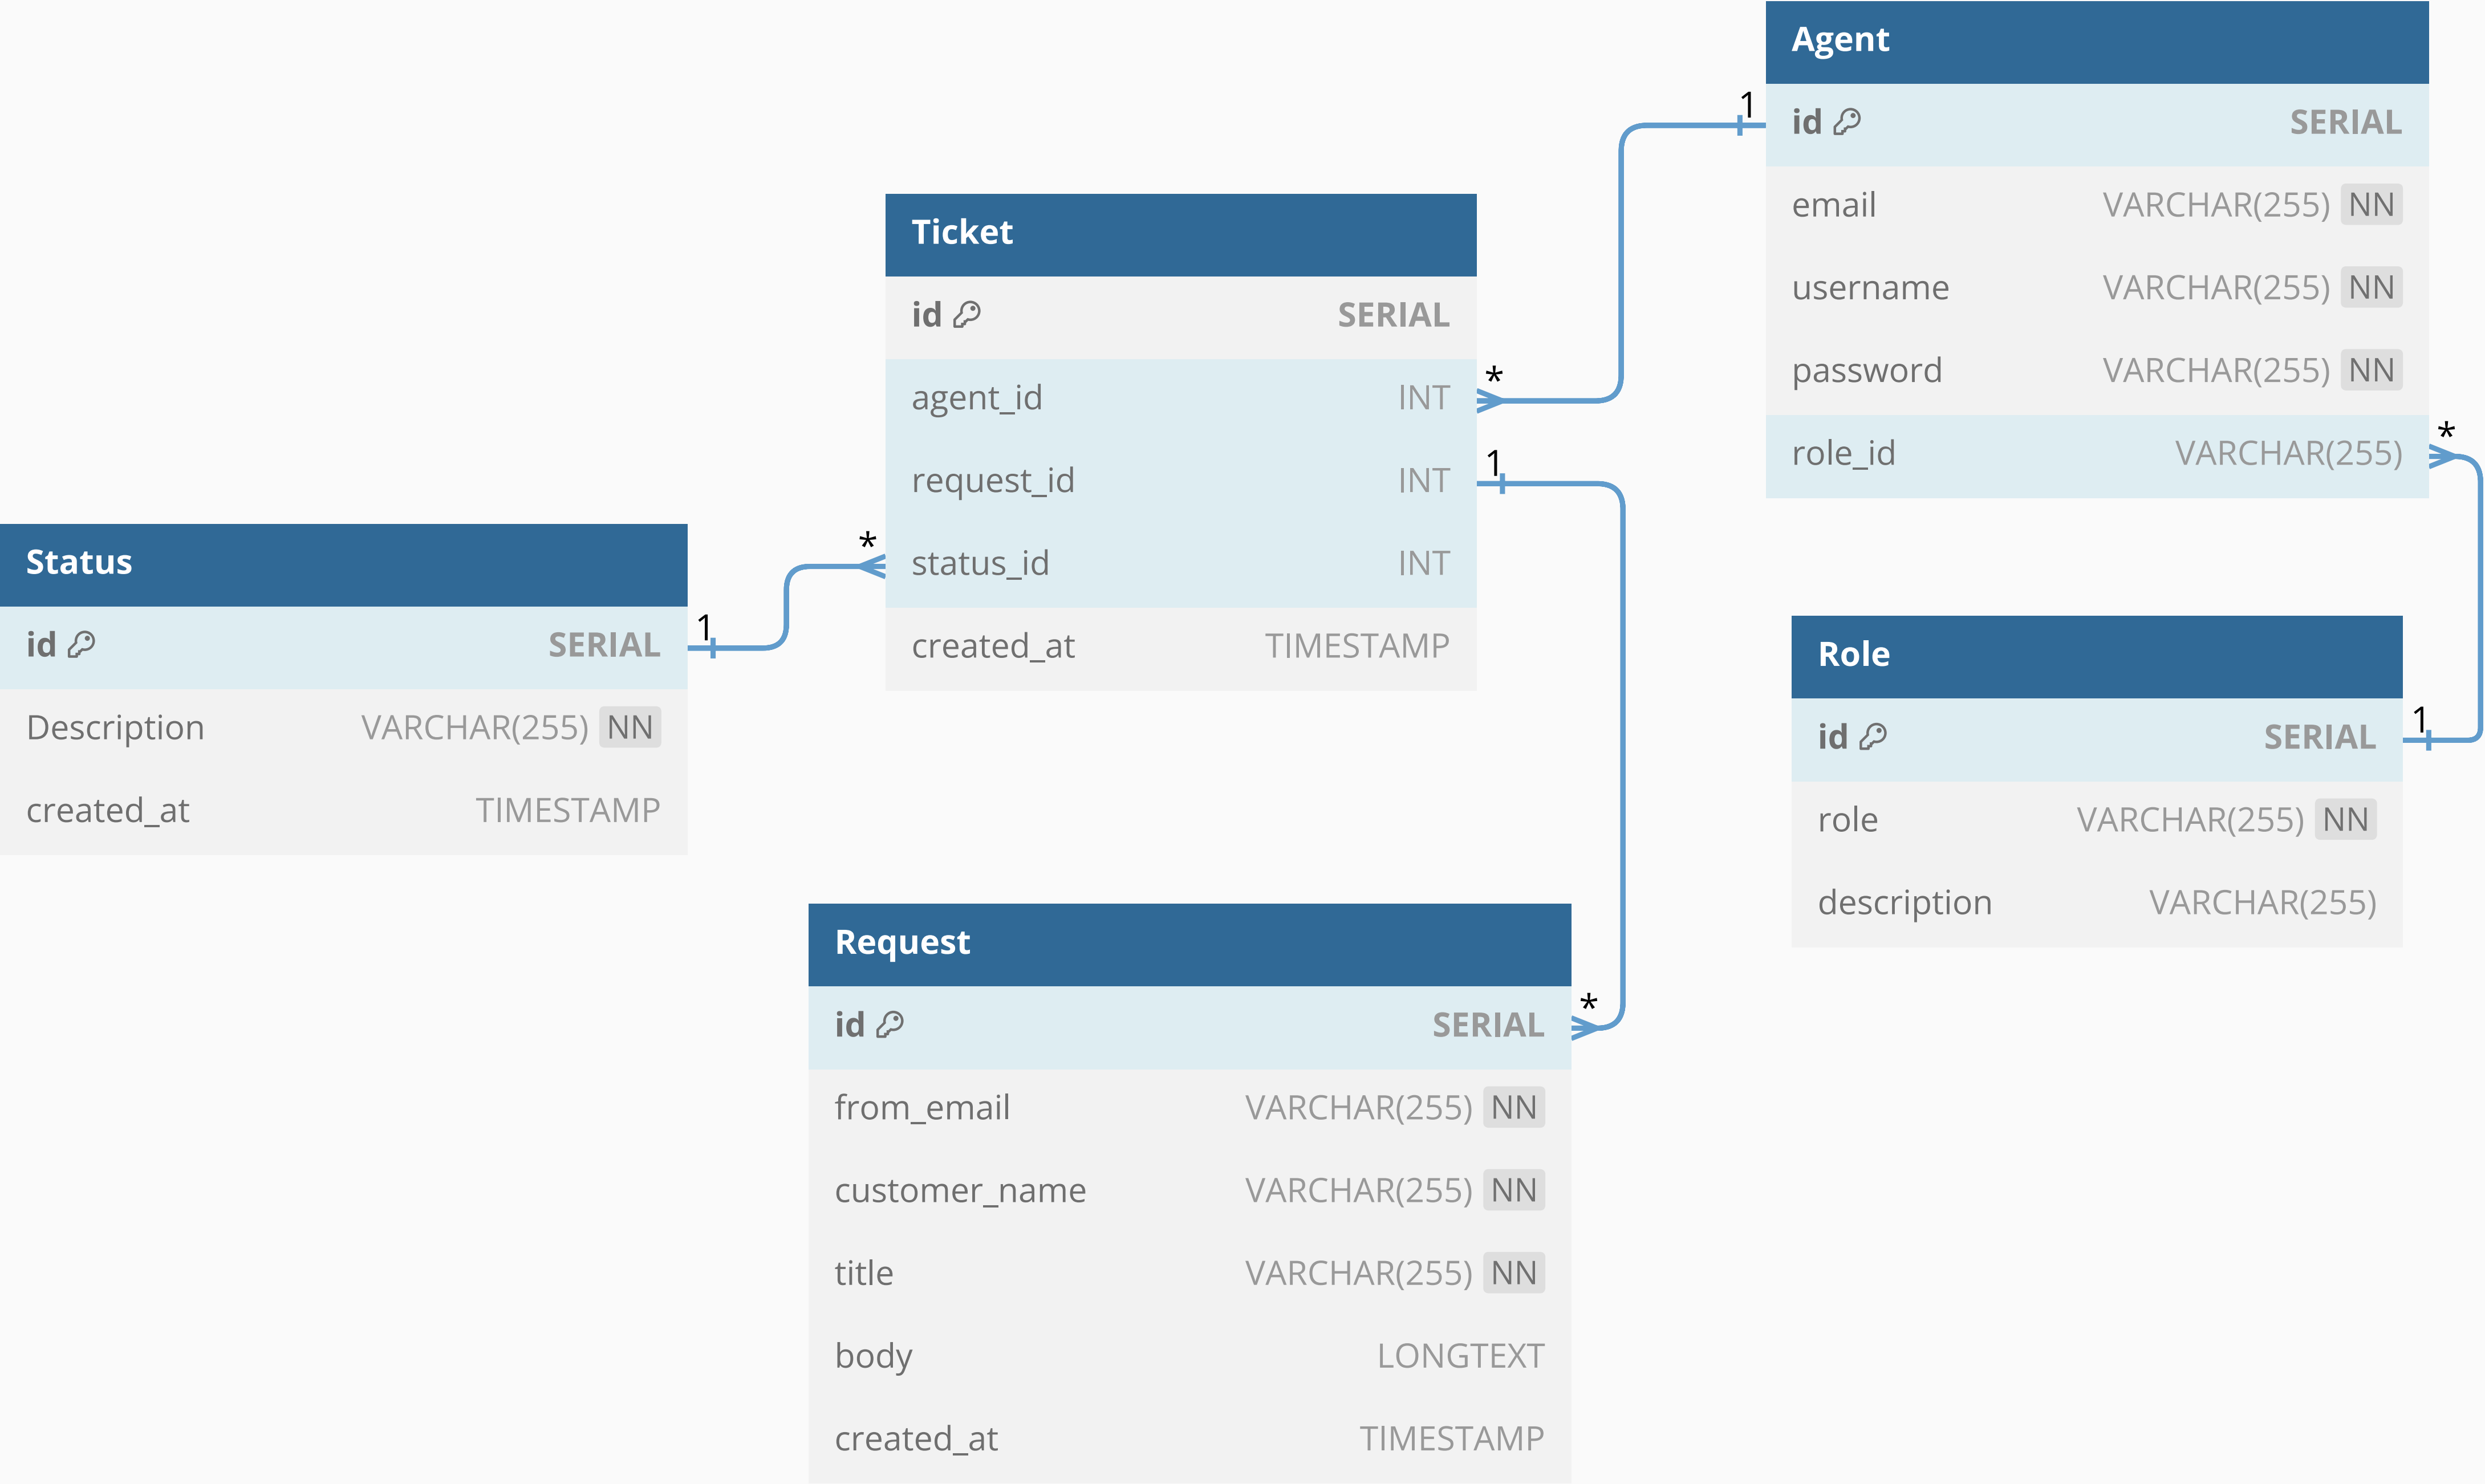 Agent
id SERIAL
email VARCHAR(255) NN
username VARCHAR(255) NN
password VARCHAR(255) NN
role_id VARCHAR(255)
1
*
Ticket
id SERIAL
agent_id INT
request_id INT
status_id INT
created_at TIMESTAMP
*
1
*
Status
id SERIAL
Description VARCHAR(255) NN
created_at TIMESTAMP
1
Role
id SERIAL
role VARCHAR(255) NN
description VARCHAR(255)
1
Request
id SERIAL
from_email VARCHAR(255) NN
customer_name VARCHAR(255) NN
title VARCHAR(255) NN
body LONGTEXT
created_at TIMESTAMP
*